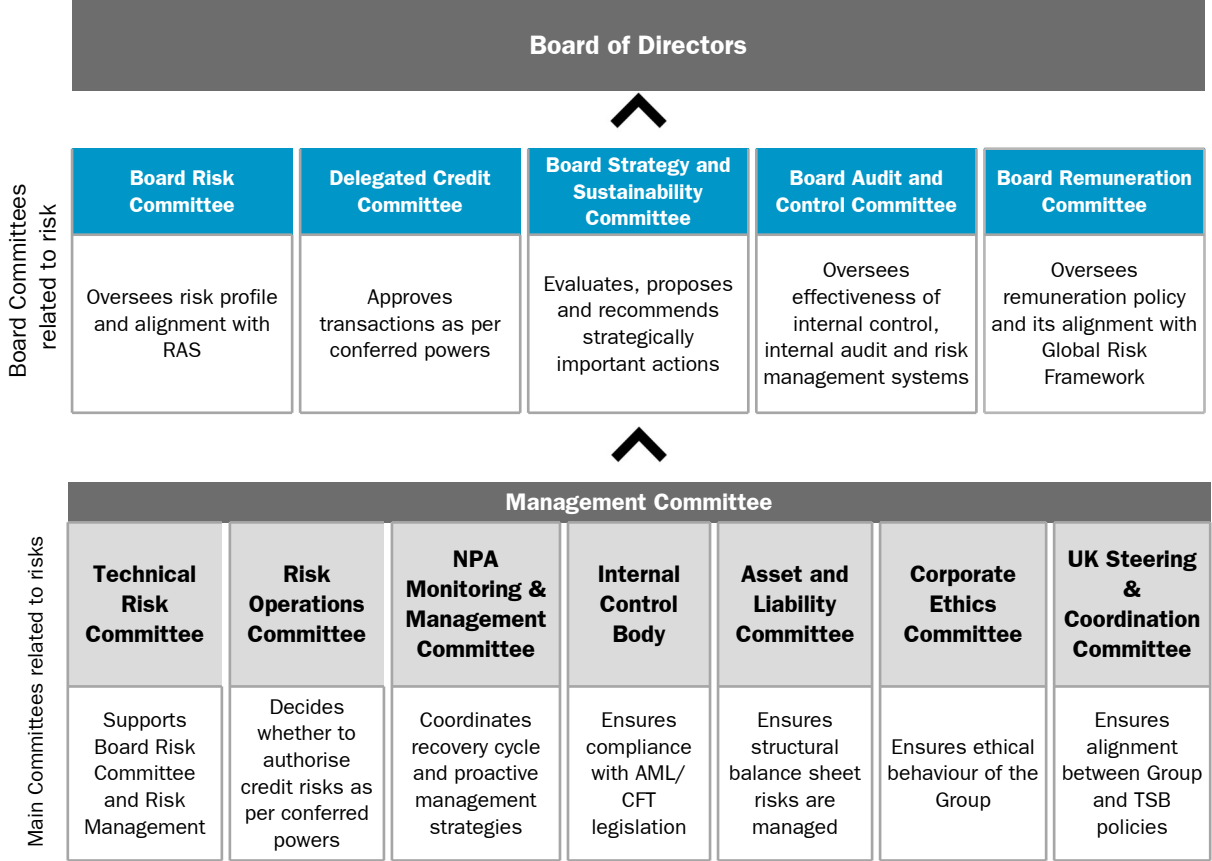 Board of Directors
Board Committees
related to risk
Board Risk
Committee
Oversees risk profile
and alignment with
RAS
Delegated Credit
Committee
Approves
transactions as per
conferred powers
Board Strategy and
Sustainability
Committee
Evaluates, proposes
and recommends
strategically
important actions
Board Audit and
Control Committee
Oversees
effectiveness of
internal control,
internal audit and risk
management systems
Board Remuneration
Committee
Oversees
remuneration policy
and its alignment with
Global Risk
Framework
Management Committee
Main Committees related to risks
Technical
Risk
Committee
Supports
Board Risk
Committee
and Risk
Management
Risk
Operations
Committee
Decides
whether to
authorise
credit risks as
per conferred
powers
NPA
Monitoring &
Management
Committee
Coordinates
recovery cycle
and proactive
management
strategies
Internal
Control
Body
Ensures
compliance
with AML/
CFT
legislation
Asset and
Liability
Committee
Ensures
structural
balance sheet
risks are
managed
Corporate
Ethics
Committee
Ensures ethical
behaviour of the
Group
UK Steering
&
Coordination
Committee
Ensures
alignment
between Group
and TSB
policies